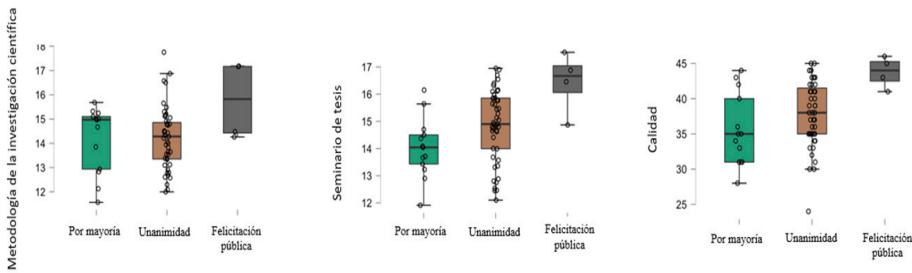 Metodología de la investigación científica
18
17
16
15
14
13
12
Por mayoría
Unanimidad
Felicitación
pública
Seminario de tesis
18
17
16
15
14
13
12
Por mayoría
Unanimidad
Felicitación
pública
Calidad
45
40
35
30
25
Por mayoría
Unanimidad
Felicitación
pública